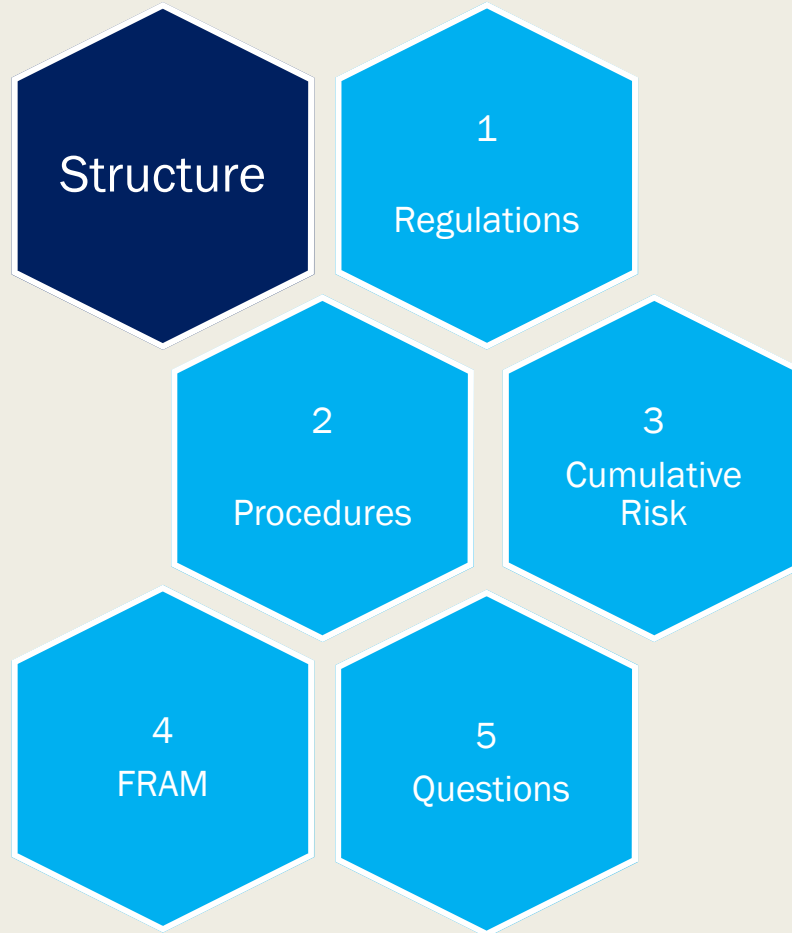 Structure
1
Regulations
2
Procedures
3
Cumulative
Risk
4
FRAM
5
Questions